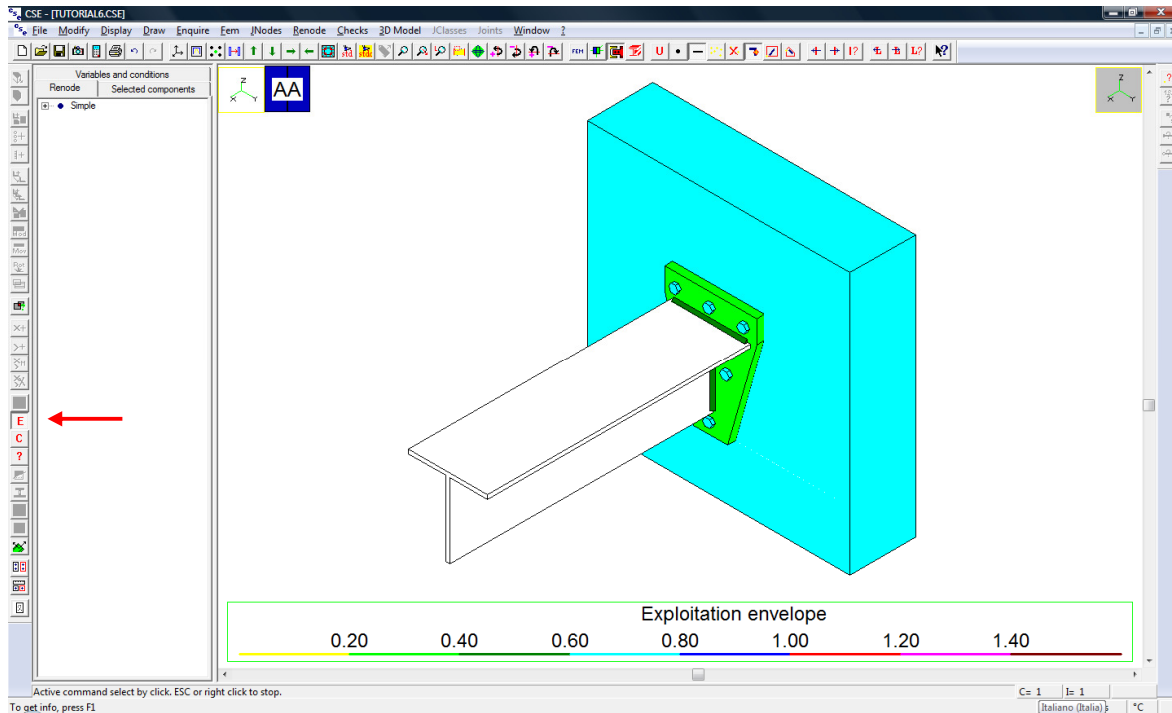 CSE - [TUTORIAL6.CSE]
File Modify Display Draw Enquire Fem JNodes Renode Checks 3D Model JClasses Joints Window ?
FEM U X I? L?
Variables and conditions
Renode Selected components
Simple
Z X Y
AA
Z X Y
E
C
?
Exploitation envelope
0.20 0.40 0.60 0.80 1.00 1.20 1.40
Active command select by click. ESC or right click to stop.
C= 1 I= 1
To get info, press F1
Italiano (Italia) °C